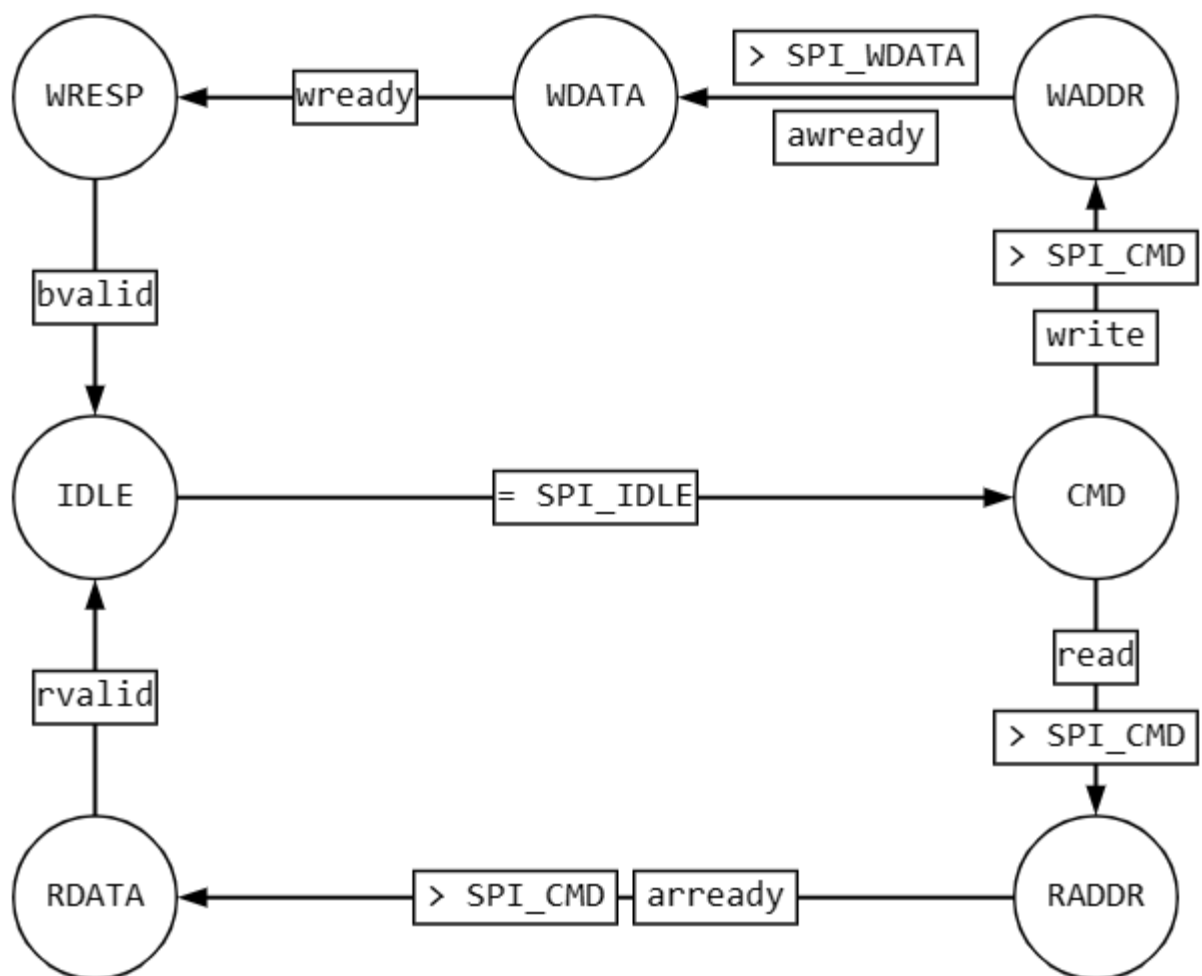 WRESP
wready
WDATA
> SPI_WDATA
awready
WADDR
bvalid
> SPI_CMD
write
IDLE
= SPI_IDLE
CMD
rvalid
read
> SPI_CMD
RDATA
> SPI_CMD
arready
RADDR